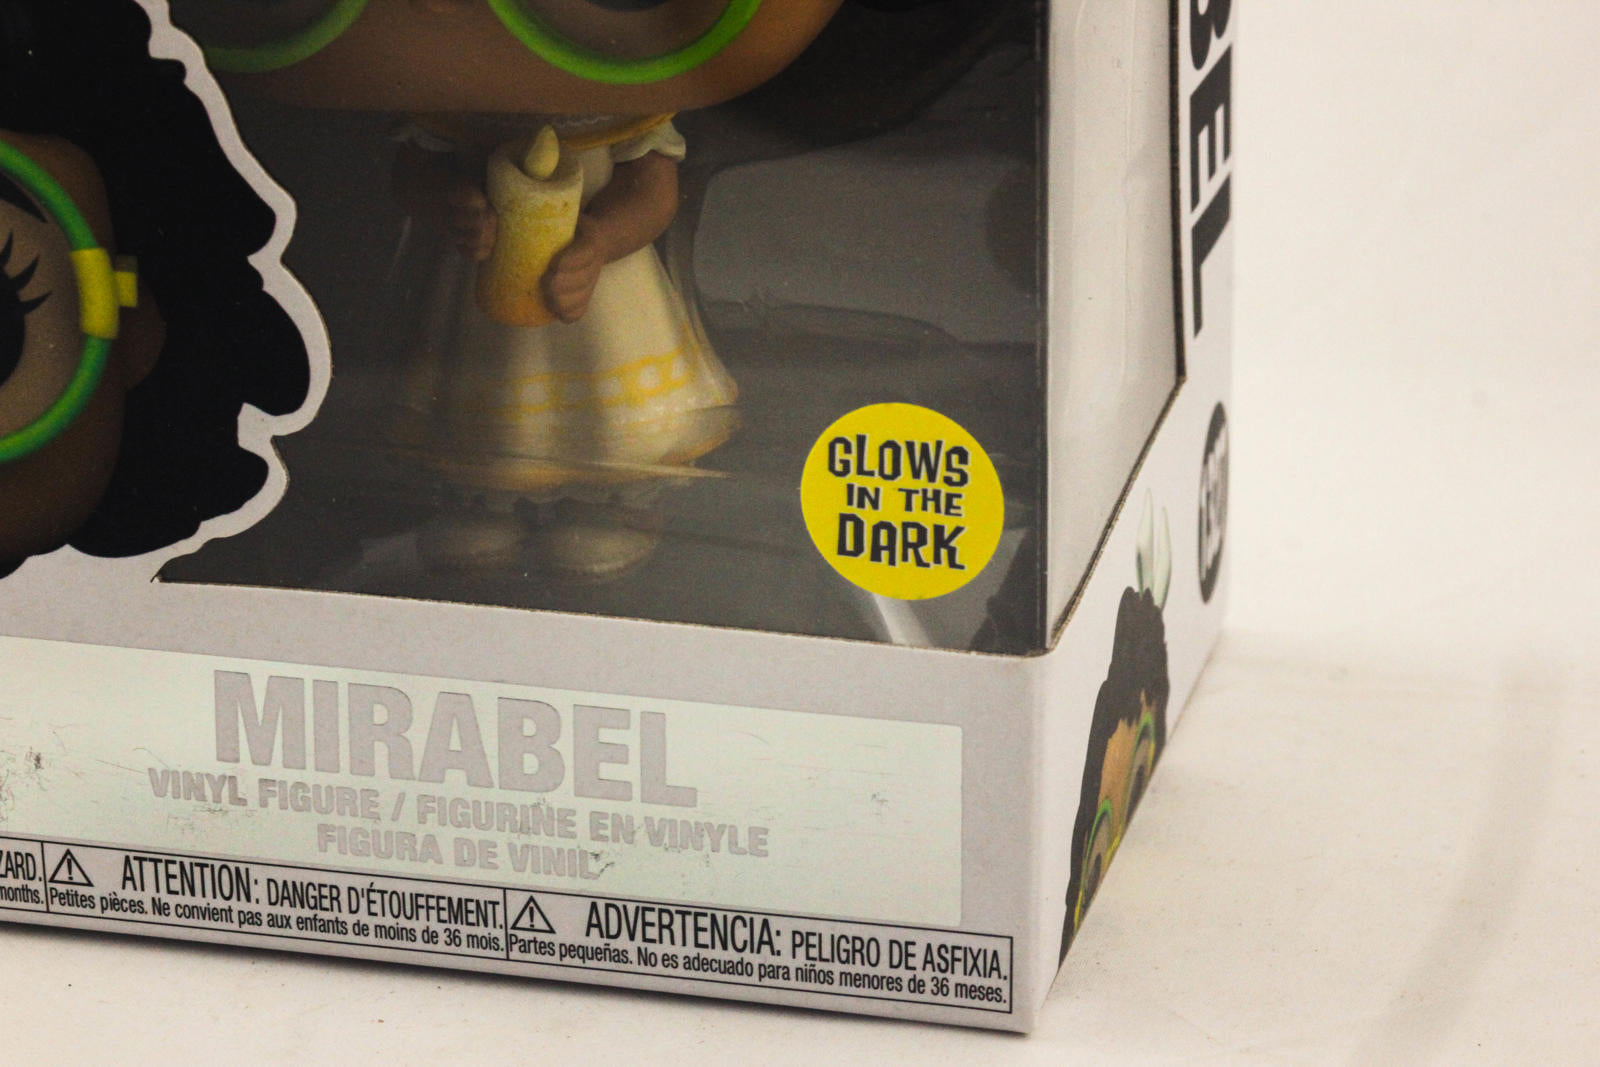 GLOWS
IN THE
DARK
MIRABEL
VINYL FIGURE / FIGURINE EN VINYLE
FIGURA DE VINIL
ZARD.
months.
ATTENTION: DANGER D'ÉTOUFFEMENT.
Petites pièces. Ne convient pas aux enfants de moins de 36 mois.
ADVERTENCIA: PELIGRO DE ASFIXIA.
Partes pequeñas. No es adecuado para niños menores de 36 meses.
BEL